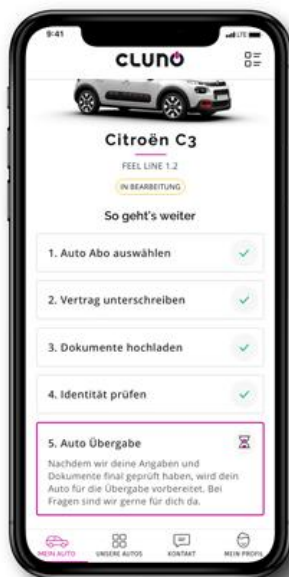 9:41
LTE
CLUNO
Citroën C3
FEEL LINE 1.2
IN BEARBEITUNG
So geht's weiter
1. Auto Abo auswählen
2. Vertrag unterschreiben
3. Dokumente hochladen
4. Identität prüfen
5. Auto Übergabe
Nachdem wir deine Angaben und
Dokumente final geprüft haben, wird dein
Auto für die Übergabe vorbereitet. Bei
Fragen sind wir gerne für dich da.
MEIN AUTO UNSERE AUTOS KONTAKT MEIN PROFIL